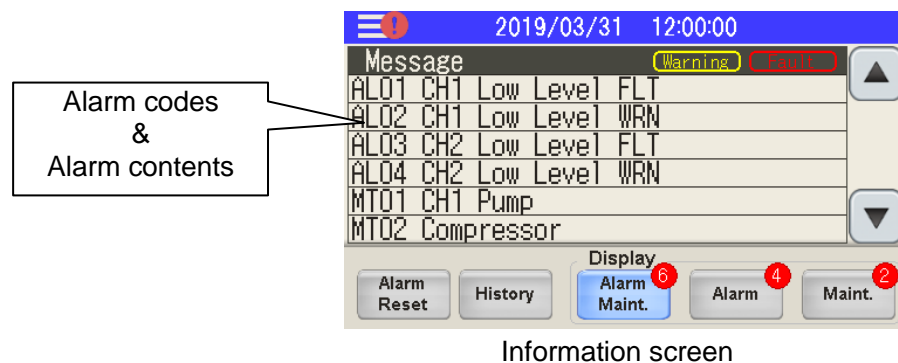 2019/03/31 12:00:00
Message Warning Fault
AL01 CH1 Low Level FLT
AL02 CH1 Low Level WRN
AL03 CH2 Low Level FLT
AL04 CH2 Low Level WRN
MT01 CH1 Pump
MT02 Compressor
Alarm codes
&
Alarm contents
Display
Alarm Reset
History
Alarm Maint. 6
Alarm 4
Maint. 2
Information screen